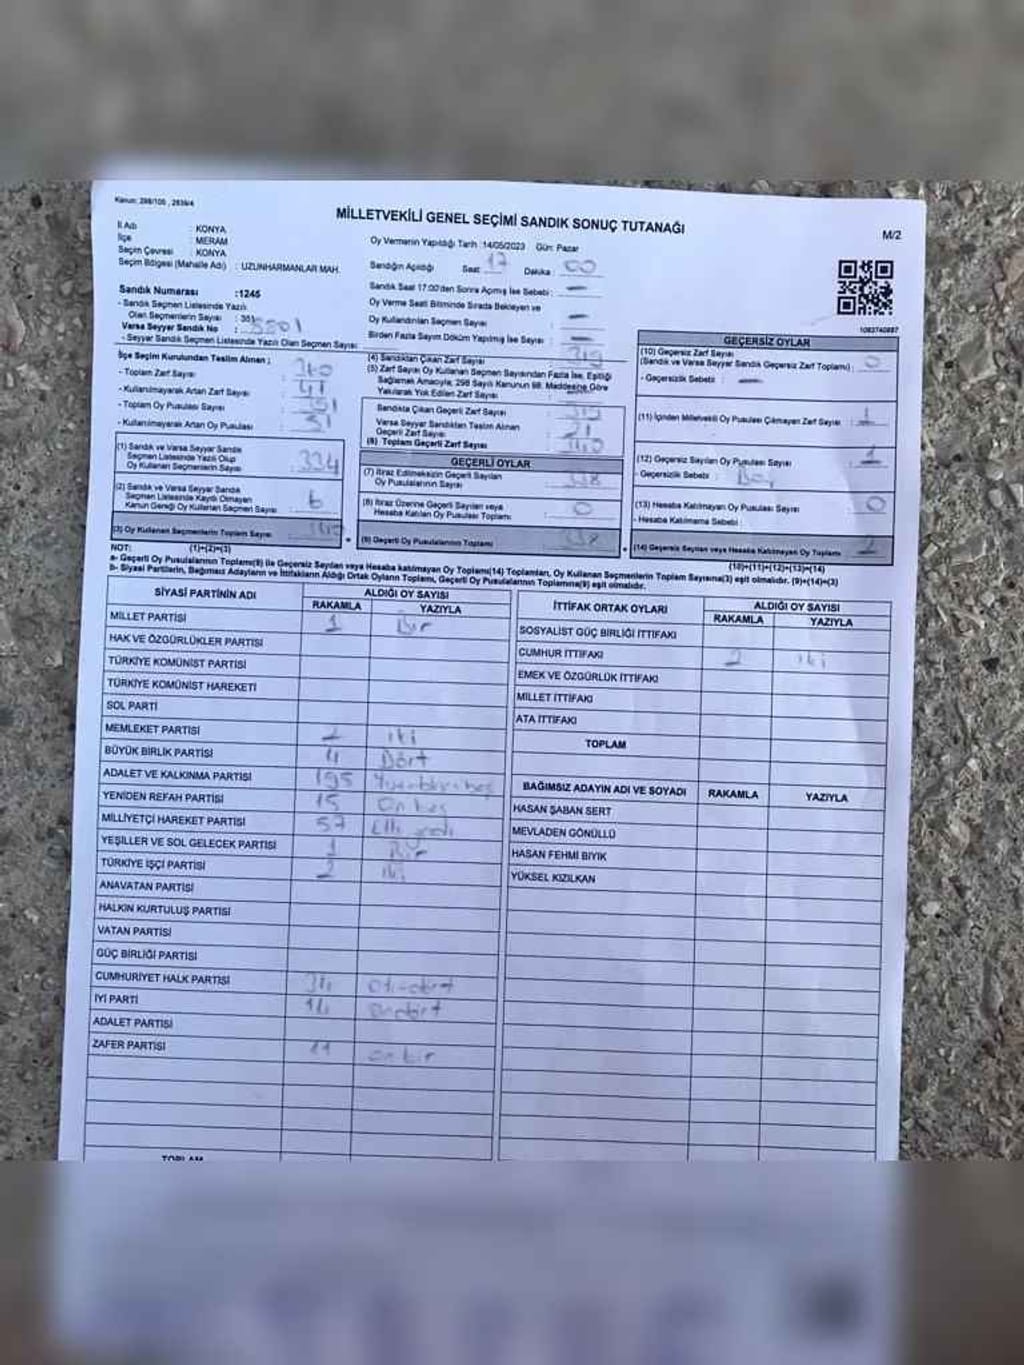 Kanun: 298/105 , 2839/4
MİLLETVEKİLİ GENEL SEÇİMİ SANDIK SONUÇ TUTANAĞI
M/2
İl Adı : KONYA
İlçe : MERAM
Seçim Çevresi : KONYA
Seçim Bölgesi (Mahalle Adı) : UZUNHARMANLAR MAH.
Oy Vermenin Yapıldığı Tarih :14/05/2023 Gün: Pazar
Sandığın Açıldığı Saat : 17 Dakika : 00
Sandık Saat 17:00'den Sonra Açmış İse Sebebi : —
Oy Verme Saati Bitiminde Sırada Bekleyen ve
Oy Kullandırılan Seçmen Sayısı : —
Birden Fazla Sayım Döküm Yapılmış İse Sayısı : —
Sandık Numarası :1245
- Sandık Seçmen Listesinde Yazılı
Olan Seçmenlerin Sayısı : 351
Varsa Seyyar Sandık No : 5501
- Seyyar Sandık Seçmen Listesinde Yazılı Olan Seçmen Sayısı:
1093740897
İlçe Seçim Kurulundan Teslim Alınan :
- Toplam Zarf Sayısı :
- Kullanılmayarak Artan Zarf Sayısı : 41
- Toplam Oy Pusulası Sayısı :
- Kullanılmayarak Artan Oy Pusulası : 51
(1) Sandık ve Varsa Seyyar Sandık
Seçmen Listesinde Yazılı Olup
Oy Kullanan Seçmenlerin Sayısı : 334
(2) Sandık ve Varsa Seyyar Sandık
Seçmen Listesinde Kayıtlı Olmayan
Kanun Gereği Oy Kullanan Seçmen Sayısı : 6
(3) Oy Kullanan Seçmenlerin Toplam Sayısı : 340
(1)+(2)=(3)
(4) Sandıktan Çıkan Zarf Sayısı : 319
(5) Zarf Sayısı Oy Kullanan Seçmen Sayısından Fazla İse, Eşitliği
Sağlamak Amacıyla, 298 Sayılı Kanunun 98. Maddesine Göre
Yakılarak Yok Edilen Zarf Sayısı : —
Sandıkta Çıkan Geçerli Zarf Sayısı : 319
Varsa Seyyar Sandıktan Teslim Alınan
Geçerli Zarf Sayısı : 21
(6) Toplam Geçerli Zarf Sayısı : 340
GEÇERLİ OYLAR
(7) İtiraz Edilmeksizin Geçerli Sayılan
Oy Pusulalarının Sayısı : 338
(8) İtiraz Üzerine Geçerli Sayılan veya
Hesaba Katılan Oy Pusulası Toplamı : 0
(9) Geçerli Oy Pusulalarının Toplamı : 338
GEÇERSİZ OYLAR
(10) Geçersiz Zarf Sayısı
(Sandık ve Varsa Seyyar Sandık Geçersiz Zarf Toplamı) : 0
- Geçersizlik Sebebi : —
(11) İçinden Milletvekili Oy Pusulası Çıkmayan Zarf Sayısı : 1
(12) Geçersiz Sayılan Oy Pusulası Sayısı : 1
- Geçersizlik Sebebi : Boş
(13) Hesaba Katılmayan Oy Pusulası Sayısı : 0
- Hesaba Katılmama Sebebi :
(14) Geçersiz Sayılan veya Hesaba Katılmayan Oy Toplamı : 2
(10)+(11)+(12)+(13)=(14)
NOT:
a- Geçerli Oy Pusulalarının Toplamı(9) ile Geçersiz Sayılan veya Hesaba katılmayan Oy Toplamı(14) Toplamları, Oy Kullanan Seçmenlerin Toplam Sayısına(3) eşit olmalıdır. (9)+(14)=(3)
b- Siyasi Partilerin, Bağımsız Adayların ve İttifakların Aldığı Ortak Oyların Toplamı, Geçerli Oy Pusulalarının Toplamına(9) eşit olmalıdır.
SİYASİ PARTİNİN ADI ALDIĞI OY SAYISI
RAKAMLA YAZIYLA
MİLLET PARTİSİ 1 Bir
HAK VE ÖZGÜRLÜKLER PARTİSİ
TÜRKİYE KOMÜNİST PARTİSİ
TÜRKİYE KOMÜNİST HAREKETİ
SOL PARTİ
MEMLEKET PARTİSİ 2 iki
BÜYÜK BİRLİK PARTİSİ 4 Dört
ADALET VE KALKINMA PARTİSİ 195
YENİDEN REFAH PARTİSİ 15 On beş
MİLLİYETÇİ HAREKET PARTİSİ 57 Elli yedi
YEŞİLLER VE SOL GELECEK PARTİSİ 1 Bir
TÜRKİYE İŞÇİ PARTİSİ 2 iki
ANAVATAN PARTİSİ
HALKIN KURTULUŞ PARTİSİ
VATAN PARTİSİ
GÜÇ BİRLİĞİ PARTİSİ
CUMHURİYET HALK PARTİSİ 34 Otuzdört
İYİ PARTİ 14 Ondört
ADALET PARTİSİ
ZAFER PARTİSİ 11 on bir
TOPLAM
İTTİFAK ORTAK OYLARI ALDIĞI OY SAYISI
RAKAMLA YAZIYLA
SOSYALİST GÜÇ BİRLİĞİ İTTİFAKI
CUMHUR İTTİFAKI 2 iki
EMEK VE ÖZGÜRLÜK İTTİFAKI
MİLLET İTTİFAKI
ATA İTTİFAKI
TOPLAM
BAĞIMSIZ ADAYIN ADI VE SOYADI RAKAMLA YAZIYLA
HASAN ŞABAN SERT
MEVLADEN GÖNÜLLÜ
HASAN FEHMİ BIYIK
YÜKSEL KIZILKAN